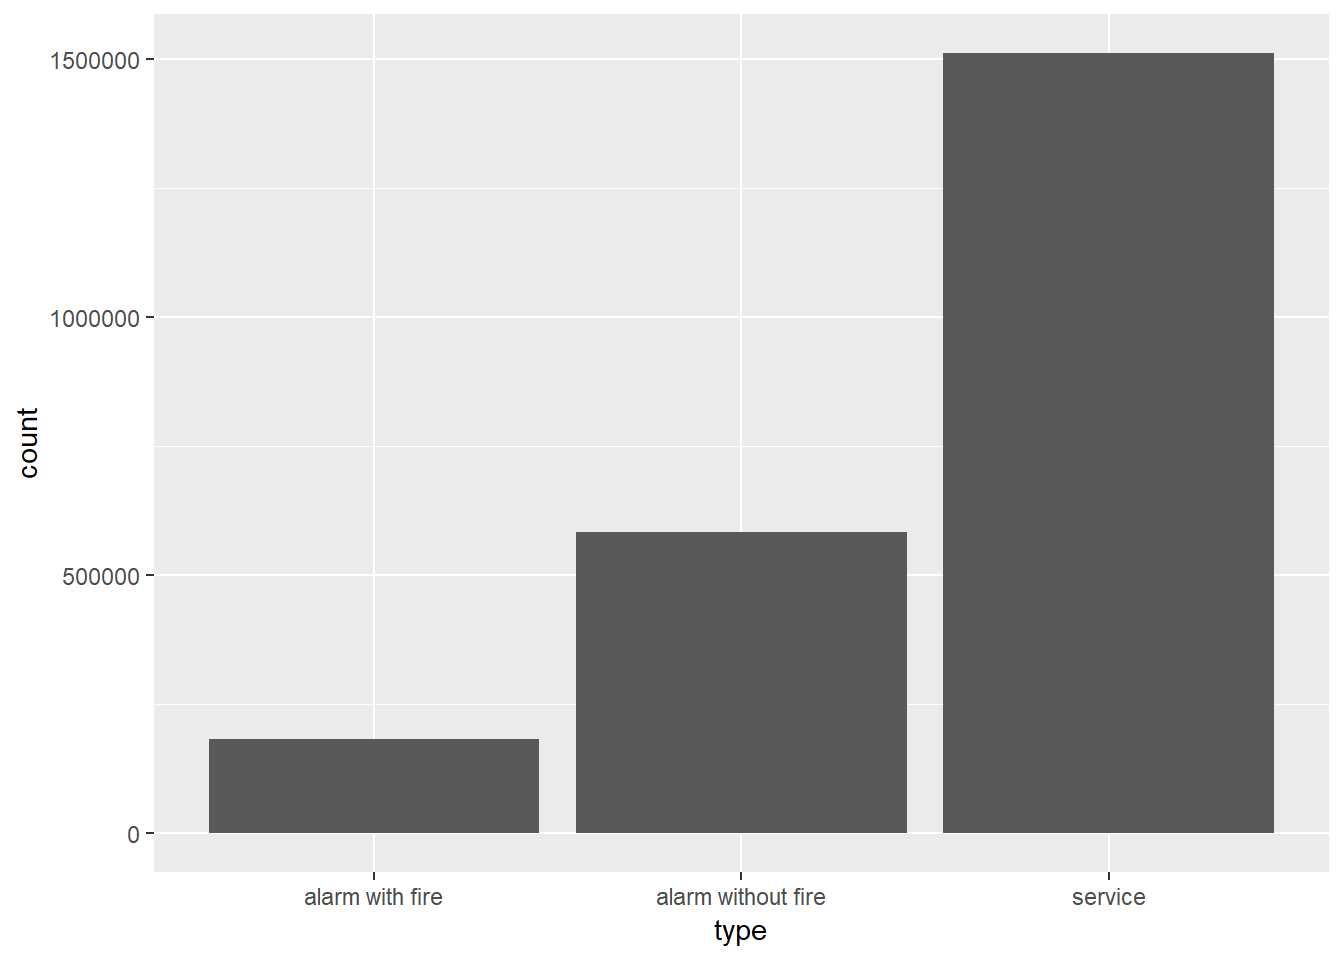 1500000
1000000
500000
0
count
alarm with fire
alarm without fire
service
type